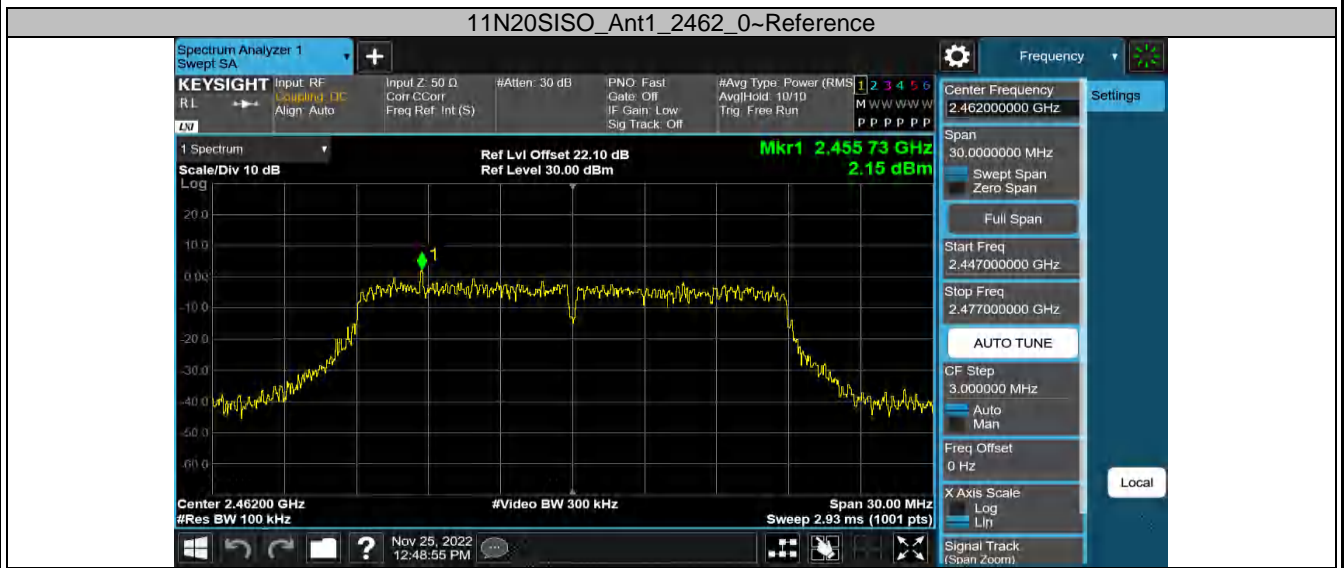 11N20SISO_Ant1_2462_0~Reference
Spectrum Analyzer 1
Swept SA
+
Frequency
KEYSIGHT
RL
LXI
Input: RF
Coupling: DC
Align: Auto
Input Z: 50 Ω
Corr CCorr
Freq Ref: Int (S)
#Atten: 30 dB
PNO: Fast
Gate: Off
IF Gain: Low
Sig Track: Off
#Avg Type: Power (RMS
Avg|Hold: 10/10
Trig: Free Run
1 2 3 4 5 6
M W W W W W
P P P P P P
Center Frequency
2.462000000 GHz
Settings
1 Spectrum
Scale/Div 10 dB
Log
Ref Lvl Offset 22.10 dB
Ref Level 30.00 dBm
Mkr1 2.455 73 GHz
2.15 dBm
Span
30.0000000 MHz
Swept Span
Zero Span
Full Span
Start Freq
2.447000000 GHz
Stop Freq
2.477000000 GHz
AUTO TUNE
CF Step
3.000000 MHz
Auto
Man
Freq Offset
0 Hz
X Axis Scale
Log
Lin
Signal Track
(Span Zoom)
Local
20.0
10.0
1
0.00
-10.0
-20.0
-30.0
-40.0
-50.0
-60.0
Center 2.46200 GHz
#Res BW 100 kHz
#Video BW 300 kHz
Span 30.00 MHz
Sweep 2.93 ms (1001 pts)
?
Nov 25, 2022
12:48:55 PM